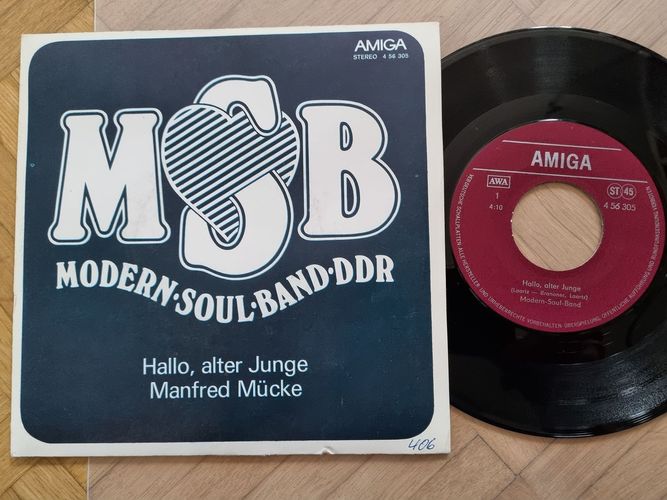 AMIGA
STEREO 4 56 305
MSB
MODERN·SOUL·BAND·DDR
Hallo, alter Junge
Manfred Mücke
406
AMIGA
AWA
ST 45
1
4:10
4 56 305
Hallo, alter Junge
Modern-Soul-Band